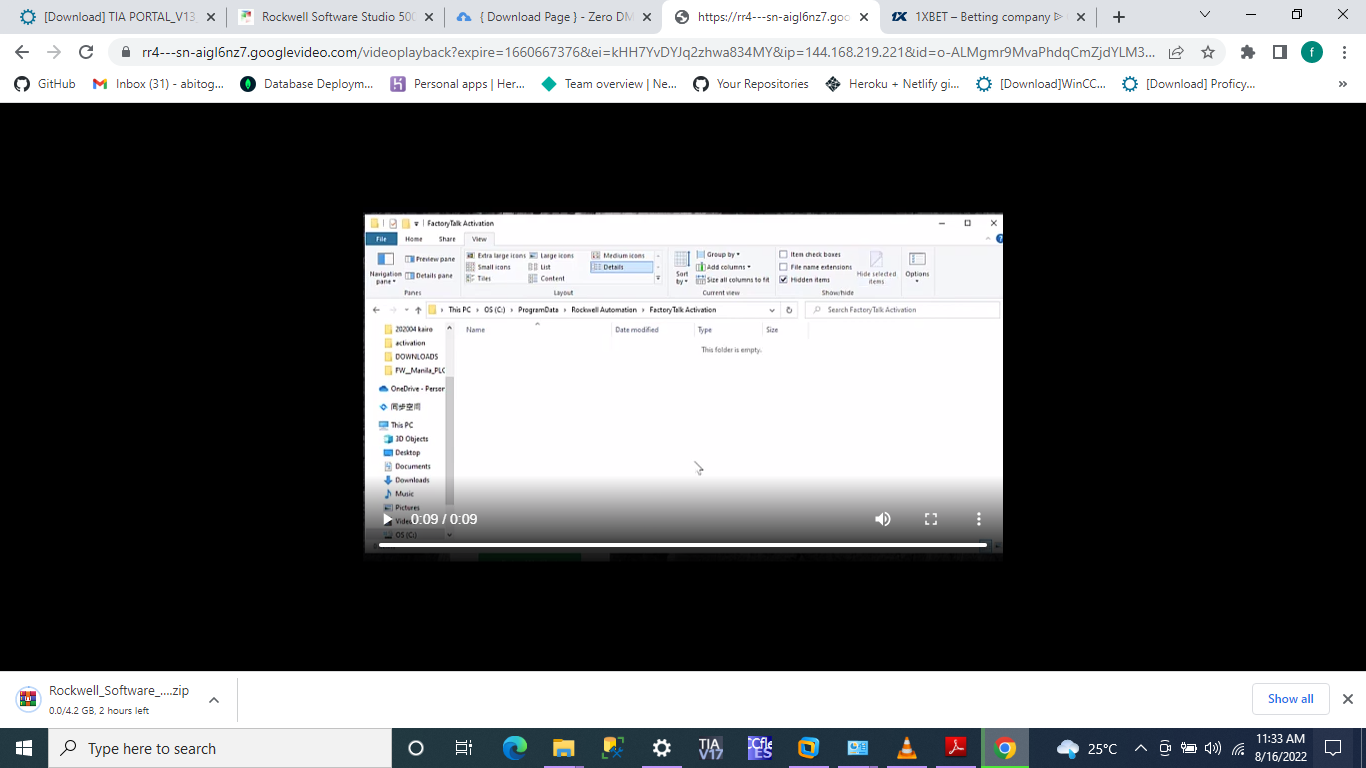 [Download] TIA PORTAL_V13
Rockwell Software Studio 500
{ Download Page } - Zero DM
https://rr4---sn-aigl6nz7.goo
1XBET – Betting company ᐉ
rr4---sn-aigl6nz7.googlevideo.com/videoplayback?expire=1660667376&ei=kHH7YvDYJq2zhwa834MY&ip=144.168.219.221&id=o-ALMgmr9MvaPhdqCmZjdYLM3...
f
GitHub
Inbox (31) - abitog...
Database Deploym...
Personal apps | Her...
Team overview | Ne...
Your Repositories
Heroku + Netlify gi...
[Download]WinCC...
[Download] Proficy...
»
FactoryTalk Activation
File Home Share View
Navigation pane
Preview pane
Details pane
Panes
Extra large icons Large icons Medium icons
Small icons List Details
Tiles Content
Layout
Sort by
Group by
Add columns
Size all columns to fit
Current view
Item check boxes
File name extensions
Hidden items
Hide selected items
Show/hide
Options
This PC › OS (C:) › ProgramData › Rockwell Automation › FactoryTalk Activation
Search FactoryTalk Activation
Name Date modified Type Size
This folder is empty.
202004 kairo
activation
DOWNLOADS
FW_Manila_PLC
OneDrive - Person
同步空间
This PC
3D Objects
Desktop
Documents
Downloads
Music
Pictures
OS (C:)
0:09 / 0:09
Rockwell_Software_....zip
0.0/4.2 GB, 2 hours left
Show all
Type here to search
TIA
V17
25°C
11:33 AM
8/16/2022